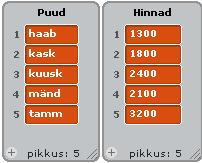 Puud
1 haab
2 kask
3 kuusk
4 mänd
5 tamm
+ pikkus: 5
Hinnad
1 1300
2 1800
3 2400
4 2100
5 3200
+ pikkus: 5